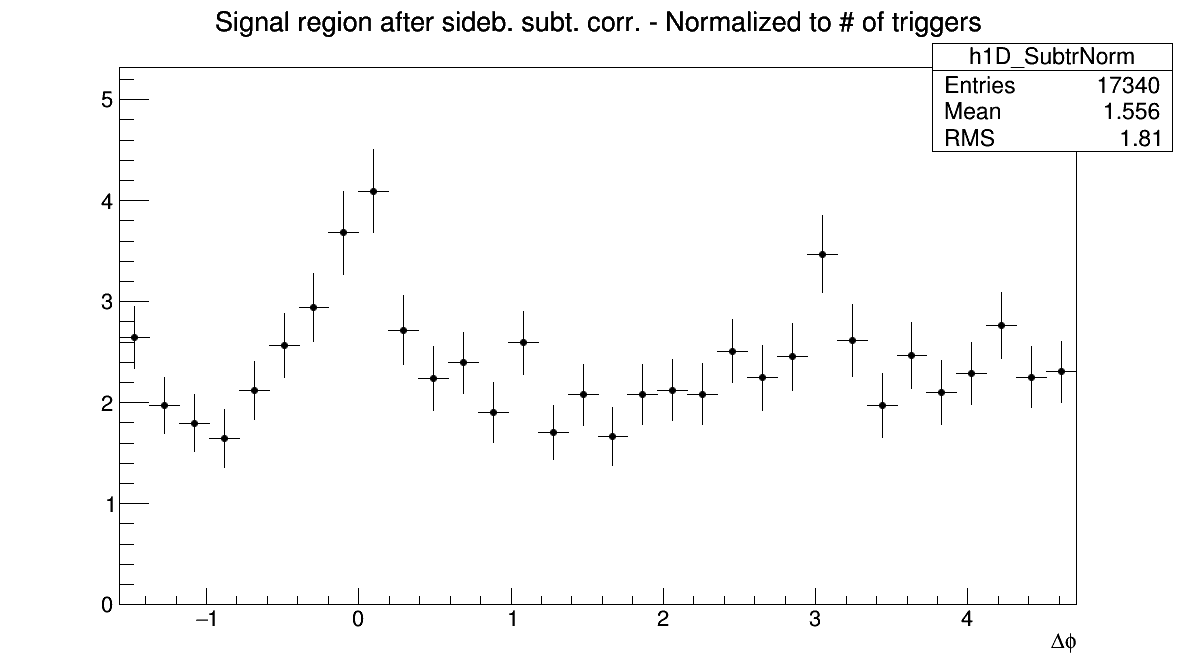 Signal region after sideb. subt. corr. - Normalized to # of triggers
h1D_SubtrNorm
Entries 17340
Mean 1.556
RMS 1.81
5
4
3
2
1
0
−1 0 1 2 3 4
Δϕ